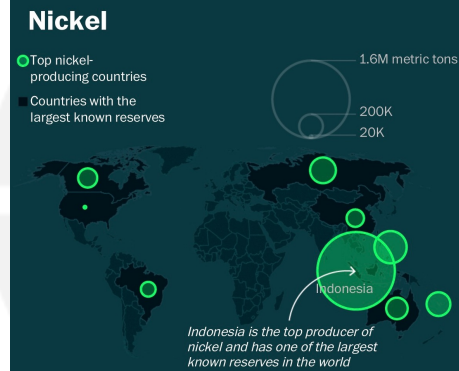 Nickel
Top nickel-
producing countries
Countries with the
largest known reserves
1.6M metric tons
200K
20K
Indonesia
Indonesia is the top producer of
nickel and has one of the largest
known reserves in the world